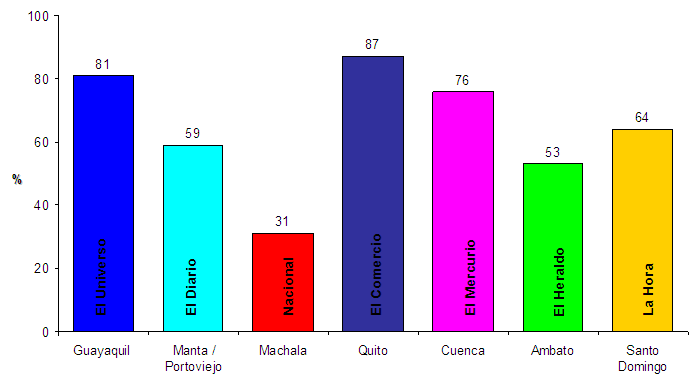 100
80
60
40
20
0
%
81
59
31
87
76
53
64
El Universo
El Diario
Nacional
El Comercio
El Mercurio
El Heraldo
La Hora
Guayaquil
Manta /
Portoviejo
Machala
Quito
Cuenca
Ambato
Santo
Domingo